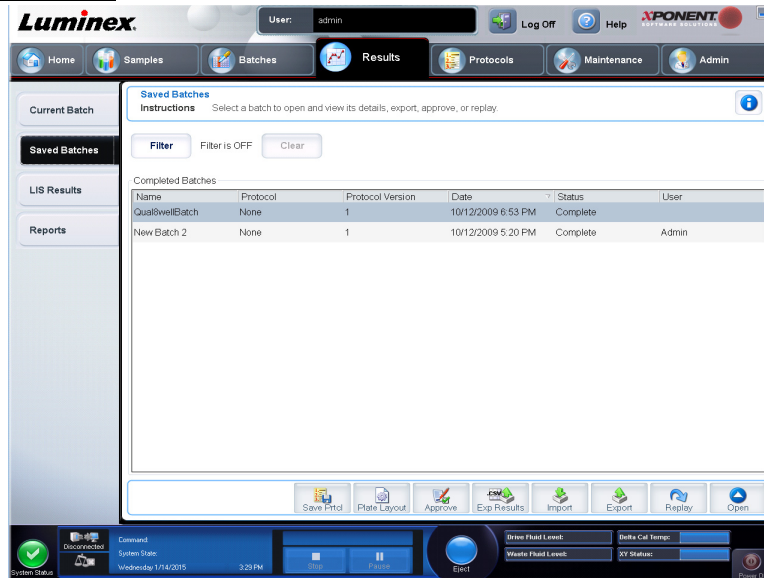 Luminex
User: admin
Log Off
Help
XPONENT
SOFTWARE SOLUTIONS
Home
Samples
Batches
Results
Protocols
Maintenance
Admin
Current Batch
Saved Batches
LIS Results
Reports
Saved Batches
Instructions Select a batch to open and view its details, export, approve, or replay.
Filter Filter is OFF Clear
Completed Batches
Name Protocol Protocol Version Date Status User
Qual8wellBatch None 1 10/12/2009 6:53 PM Complete
New Batch 2 None 1 10/12/2009 5:20 PM Complete Admin
Save Prtcl
Plate Layout
Approve
CSV
Exp Results
Import
Export
Replay
Open
System Status
Disconnected
Command:
System State:
Wednesday 1/14/2015 3:29 PM
Stop
Pause
Eject
Drive Fluid Level:
Waste Fluid Level:
Delta Cal Temp:
XY Status: